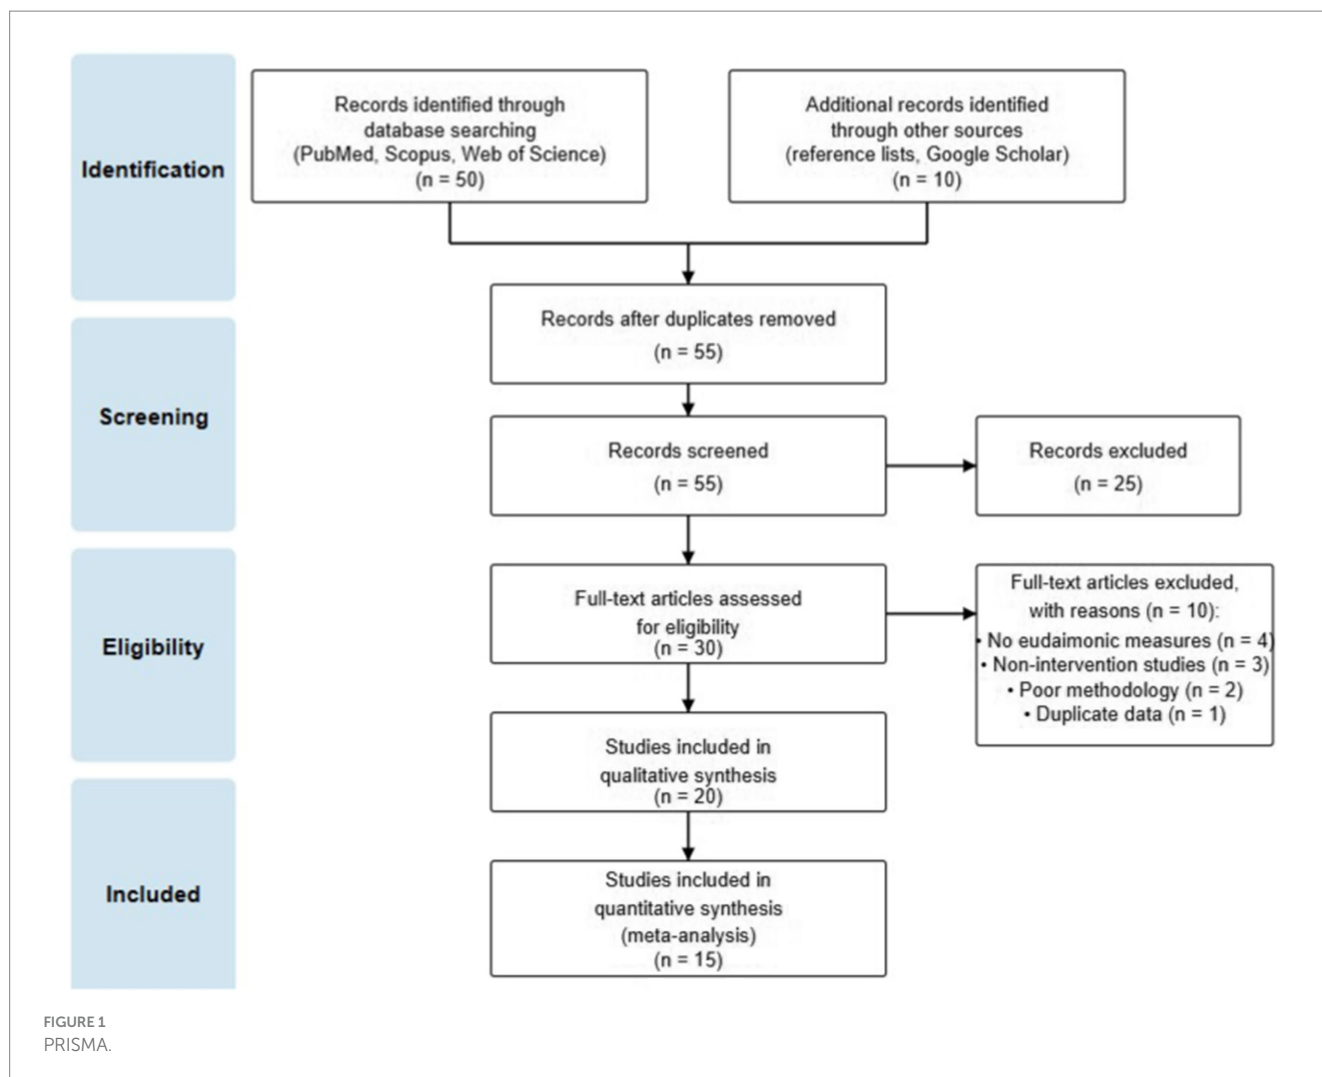 Identification
Records identified through
database searching
(PubMed, Scopus, Web of Science)
(n = 50)
Additional records identified
through other sources
(reference lists, Google Scholar)
(n = 10)
Records after duplicates removed
(n = 55)
Screening
Records screened
(n = 55)
Records excluded
(n = 25)
Eligibility
Full-text articles assessed
for eligibility
(n = 30)
Full-text articles excluded,
with reasons (n = 10):
• No eudaimonic measures (n = 4)
• Non-intervention studies (n = 3)
• Poor methodology (n = 2)
• Duplicate data (n = 1)
Studies included in
qualitative synthesis
(n = 20)
Included
Studies included in
quantitative synthesis
(meta-analysis)
(n = 15)
FIGURE 1
PRISMA.